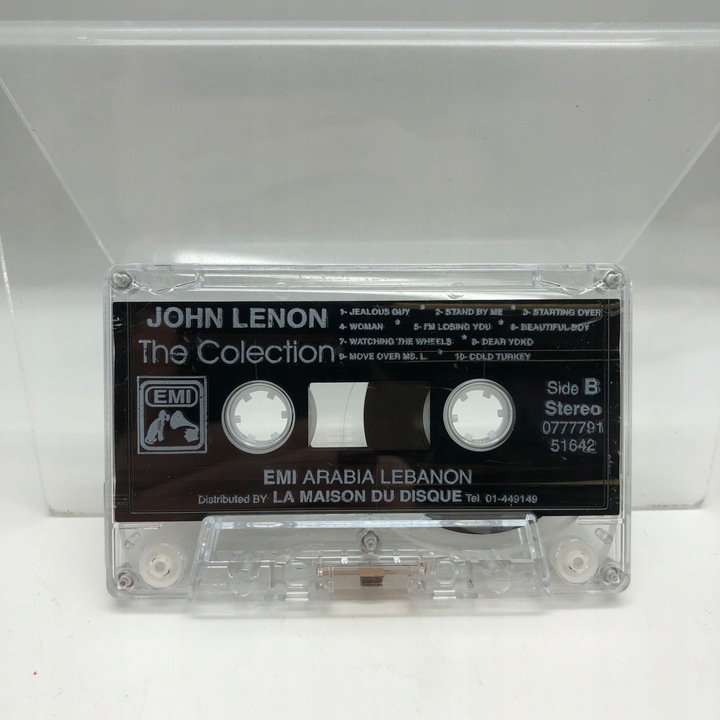 JOHN LENON
The Colection
1- JEALOUS GUY * 2- STAND BY ME * 3- STARTING OVER
4- WOMAN * 5- I'M LOSING YOU * 6- BEAUTIFUL BOY
7- WATCHING THE WHEELS * 8- DEAR YOKO
9- MOVE OVER MS. L. * 10- COLD TURKEY
EMI
Side B
Stereo
0777791
51642
EMI ARABIA LEBANON
Distributed BY LA MAISON DU DISQUE Tel. 01-449149